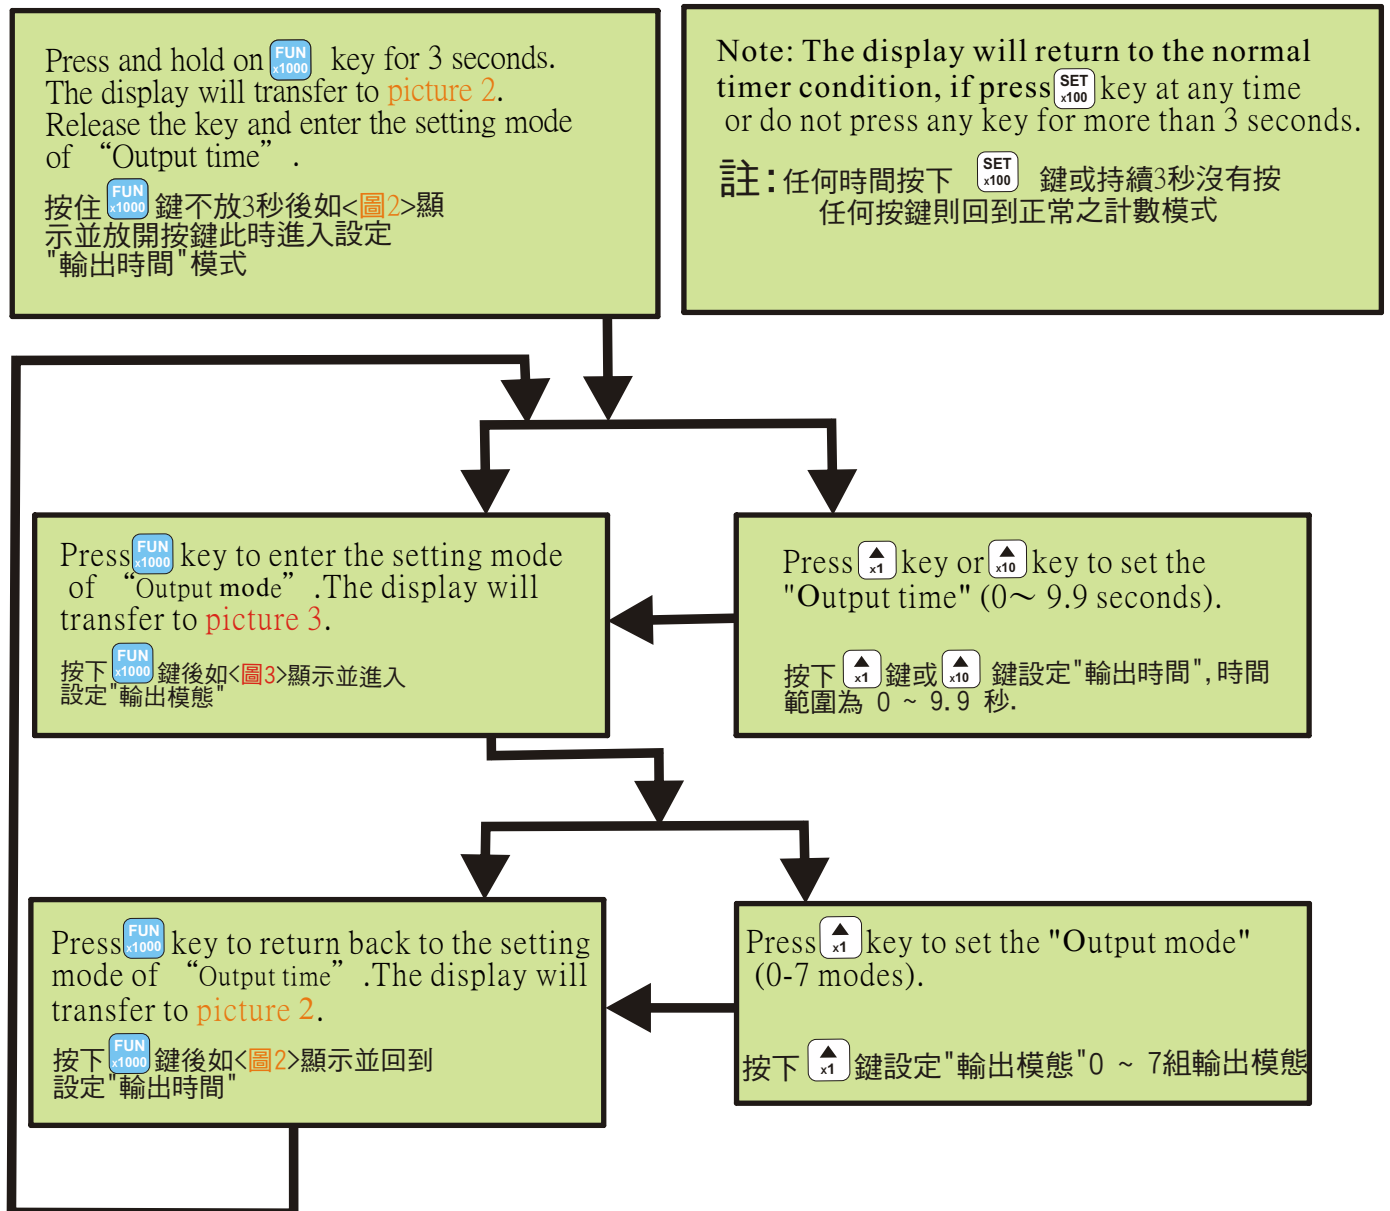 Press and hold on FUN x1000 key for 3 seconds.
The display will transfer to picture 2.
Release the key and enter the setting mode
of “Output time” .
按住 FUN x1000 鍵不放3秒後如<圖2>顯
示並放開按鍵此時進入設定
"輸出時間"模式
Note: The display will return to the normal
timer condition, if press SET x100 key at any time
or do not press any key for more than 3 seconds.
註:任何時間按下 SET x100 鍵或持續3秒沒有按
任何按鍵則回到正常之計數模式
Press FUN x1000 key to enter the setting mode
of “Output mode” .The display will
transfer to picture 3.
按下 FUN x1000 鍵後如<圖3>顯示並進入
設定"輸出模態"
Press ▲ x1 key or ▲ x10 key to set the
"Output time" (0～ 9.9 seconds).
按下 ▲ x1 鍵或 ▲ x10 鍵設定"輸出時間",時間
範圍為 0 ~ 9.9 秒.
Press FUN x1000 key to return back to the setting
mode of “Output time” .The display will
transfer to picture 2.
按下 FUN x1000 鍵後如<圖2>顯示並回到
設定"輸出時間"
Press ▲ x1 key to set the "Output mode"
(0-7 modes).
按下 ▲ x1 鍵設定"輸出模態"0 ~ 7組輸出模態